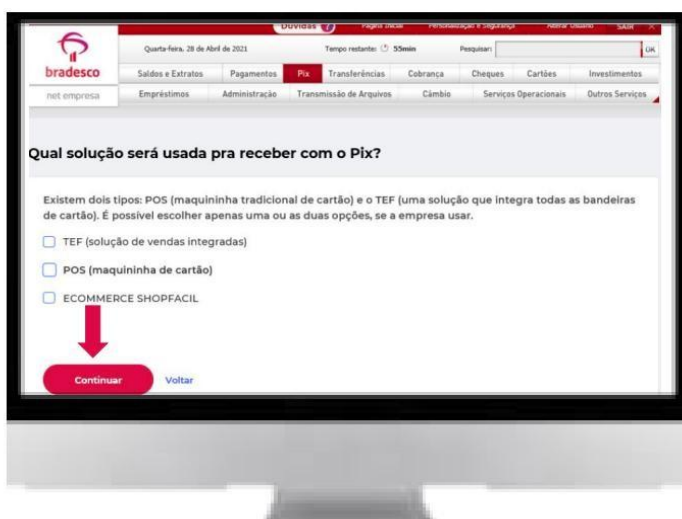 Dúvidas ? Página Inicial Personalização e Segurança Alterar Usuário SAIR X
Quarta-feira, 28 de Abril de 2021 Tempo restante: 55min Pesquisar: OK
bradesco
net empresa
Saldos e Extratos Pagamentos Pix Transferências Cobrança Cheques Cartões Investimentos
Empréstimos Administração Transmissão de Arquivos Câmbio Serviços Operacionais Outros Serviços
Qual solução será usada pra receber com o Pix?
Existem dois tipos: POS (maquininha tradicional de cartão) e o TEF (uma solução que integra todas as bandeiras
de cartão). É possível escolher apenas uma ou as duas opções, se a empresa usar.
TEF (solução de vendas integradas)
POS (maquininha de cartão)
ECOMMERCE SHOPFACIL
Continuar Voltar